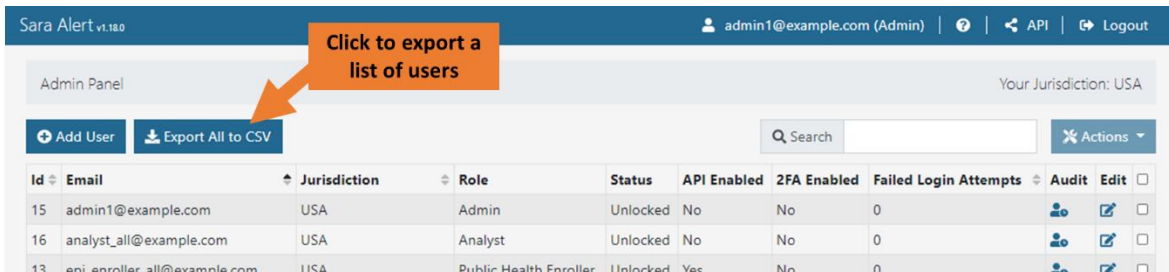 Sara Alert v1.18.0 admin1@example.com (Admin) | ? | API | Logout
Click to export a
list of users
Admin Panel Your Jurisdiction: USA
Add User Export All to CSV Search Actions
Id Email Jurisdiction Role Status API Enabled 2FA Enabled Failed Login Attempts Audit Edit
15 admin1@example.com USA Admin Unlocked No No 0
16 analyst_all@example.com USA Analyst Unlocked No No 0
13 epi_enroller_all@example.com USA Public Health Enroller Unlocked Yes No 0